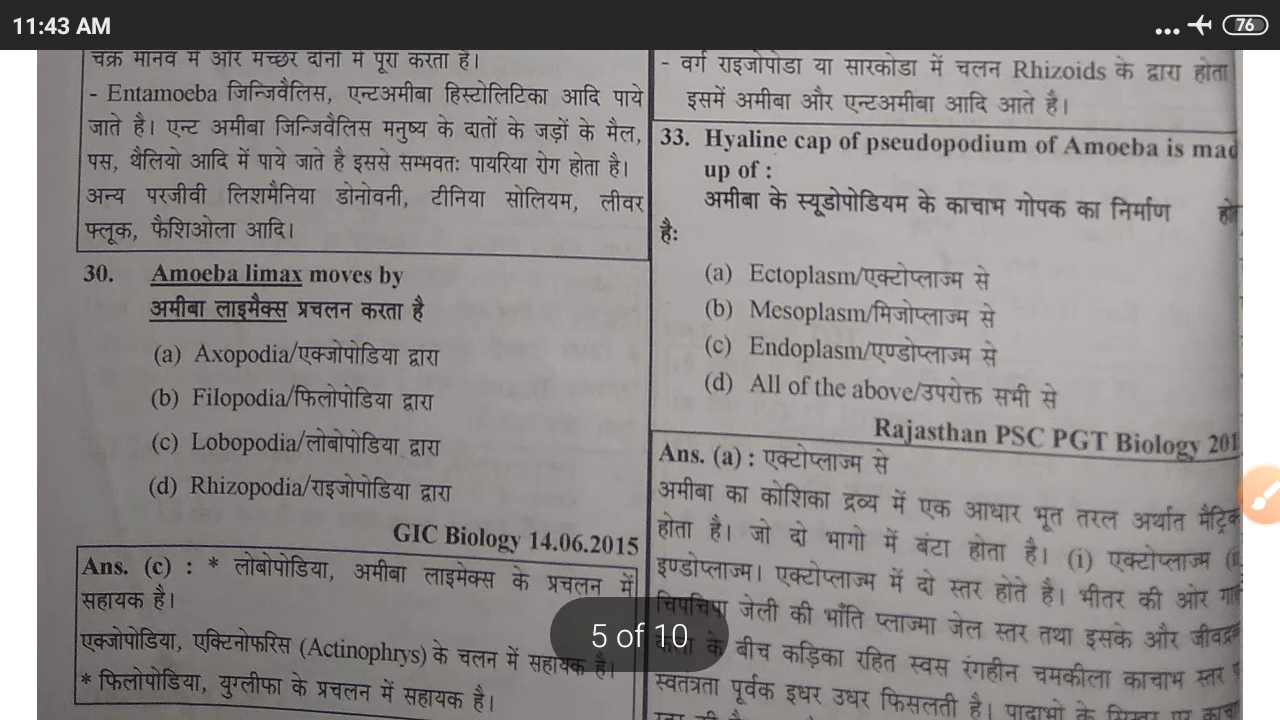 11:43 AM
76
चक्र मानव में और मच्छर दोनों में पूरा करता है।
- Entamoeba जिन्जिवैलिस, एन्टअमीबा हिस्टोलिटिका आदि पाये
जाते है। एन्ट अमीबा जिन्जिवैलिस मनुष्य के दातों के जड़ों के मैल,
पस, थैलियो आदि में पाये जाते है इससे सम्भवतः पायरिया रोग होता है।
अन्य परजीवी लिशमैनिया डोनोवनी, टीनिया सोलियम, लीवर
फ्लूक, फैशिओला आदि।
30. Amoeba limax moves by
अमीबा लाइमैक्स प्रचलन करता है
(a) Axopodia/एक्जोपोडिया द्वारा
(b) Filopodia/फिलोपोडिया द्वारा
(c) Lobopodia/लोबोपोडिया द्वारा
(d) Rhizopodia/राइजोपोडिया द्वारा
GIC Biology 14.06.2015
Ans. (c) : * लोबोपोडिया, अमीबा लाइमेक्स के प्रचलन में
सहायक है।
एक्जोपोडिया, एक्टिनोफरिस (Actinophrys) के चलन में सहायक है।
* फिलोपोडिया, युग्लीफा के प्रचलन में सहायक है।
- वर्ग राइजोपोडा या सारकोडा में चलन Rhizoids के द्वारा होता
इसमें अमीबा और एन्टअमीबा आदि आते है।
33. Hyaline cap of pseudopodium of Amoeba is mad
up of :
अमीबा के स्यूडोपोडियम के काचाभ गोपक का निर्माण
है:
(a) Ectoplasm/एक्टोप्लाज्म से
(b) Mesoplasm/मिजोप्लाज्म से
(c) Endoplasm/एण्डोप्लाज्म से
(d) All of the above/उपरोक्त सभी से
Rajasthan PSC PGT Biology 201
Ans. (a) : एक्टोप्लाज्म से
अमीबा का कोशिका द्रव्य में एक आधार भूत तरल अर्थात
होता है। जो दो भागो में बंटा होता है। (i) एक्टोप्लाज्म
इण्डोप्लाज्म। एक्टोप्लाज्म में दो स्तर होते है। भीतर की ओर
चिपचिपा जेली की भाँति प्लाज्मा जेल स्तर तथा इसके और
के बीच कड़िका रहित स्वस रंगहीन चमकीला काचाभ स्तर
स्वतत्रता पूर्वक इधर उधर फिसलती है। पादाभो के
5 of 10